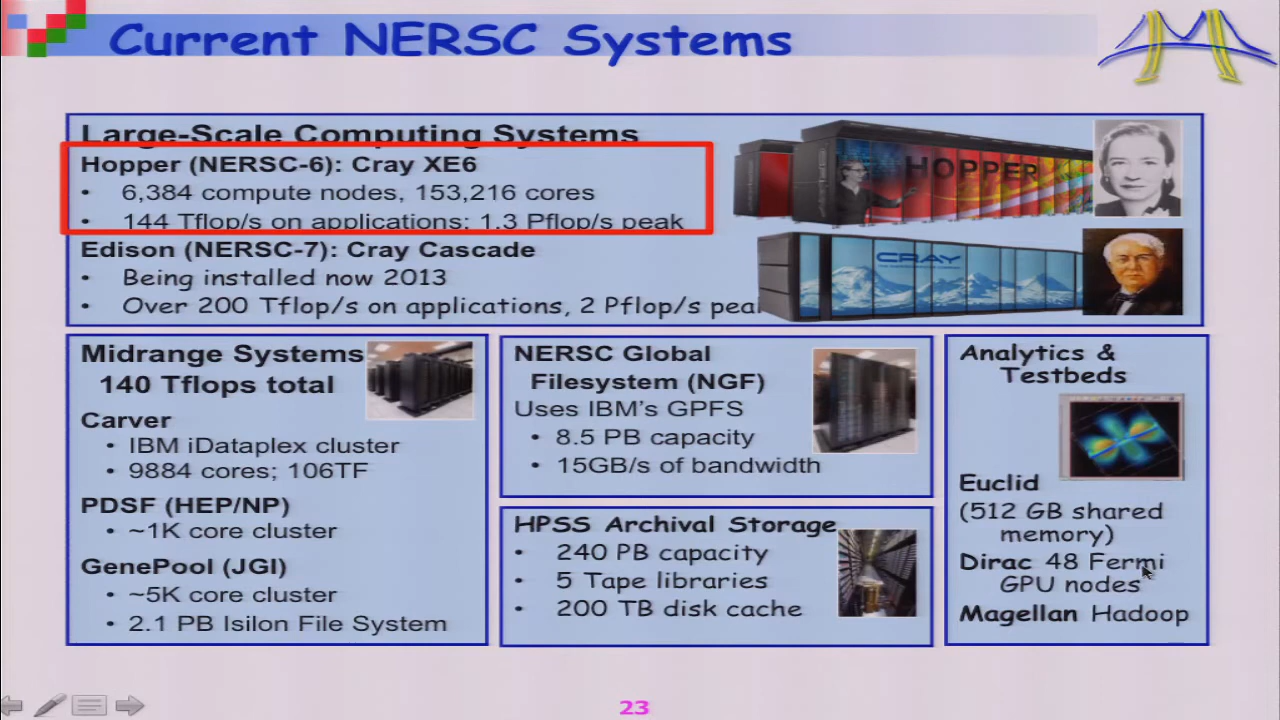 Current NERSC Systems
Large-Scale Computing Systems
Hopper (NERSC-6): Cray XE6
• 6,384 compute nodes, 153,216 cores
• 144 Tflop/s on applications; 1.3 Pflop/s peak
Edison (NERSC-7): Cray Cascade
• Being installed now 2013
• Over 200 Tflop/s on applications, 2 Pflop/s peak
HOPPER
CRAY
Midrange Systems
140 Tflops total
Carver
• IBM iDataplex cluster
• 9884 cores; 106TF
PDSF (HEP/NP)
• ~1K core cluster
GenePool (JGI)
• ~5K core cluster
• 2.1 PB Isilon File System
NERSC Global
Filesystem (NGF)
Uses IBM’s GPFS
• 8.5 PB capacity
• 15GB/s of bandwidth
HPSS Archival Storage
• 240 PB capacity
• 5 Tape libraries
• 200 TB disk cache
Analytics &
Testbeds
Euclid
(512 GB shared
memory)
Dirac 48 Fermi
GPU nodes
Magellan Hadoop
23